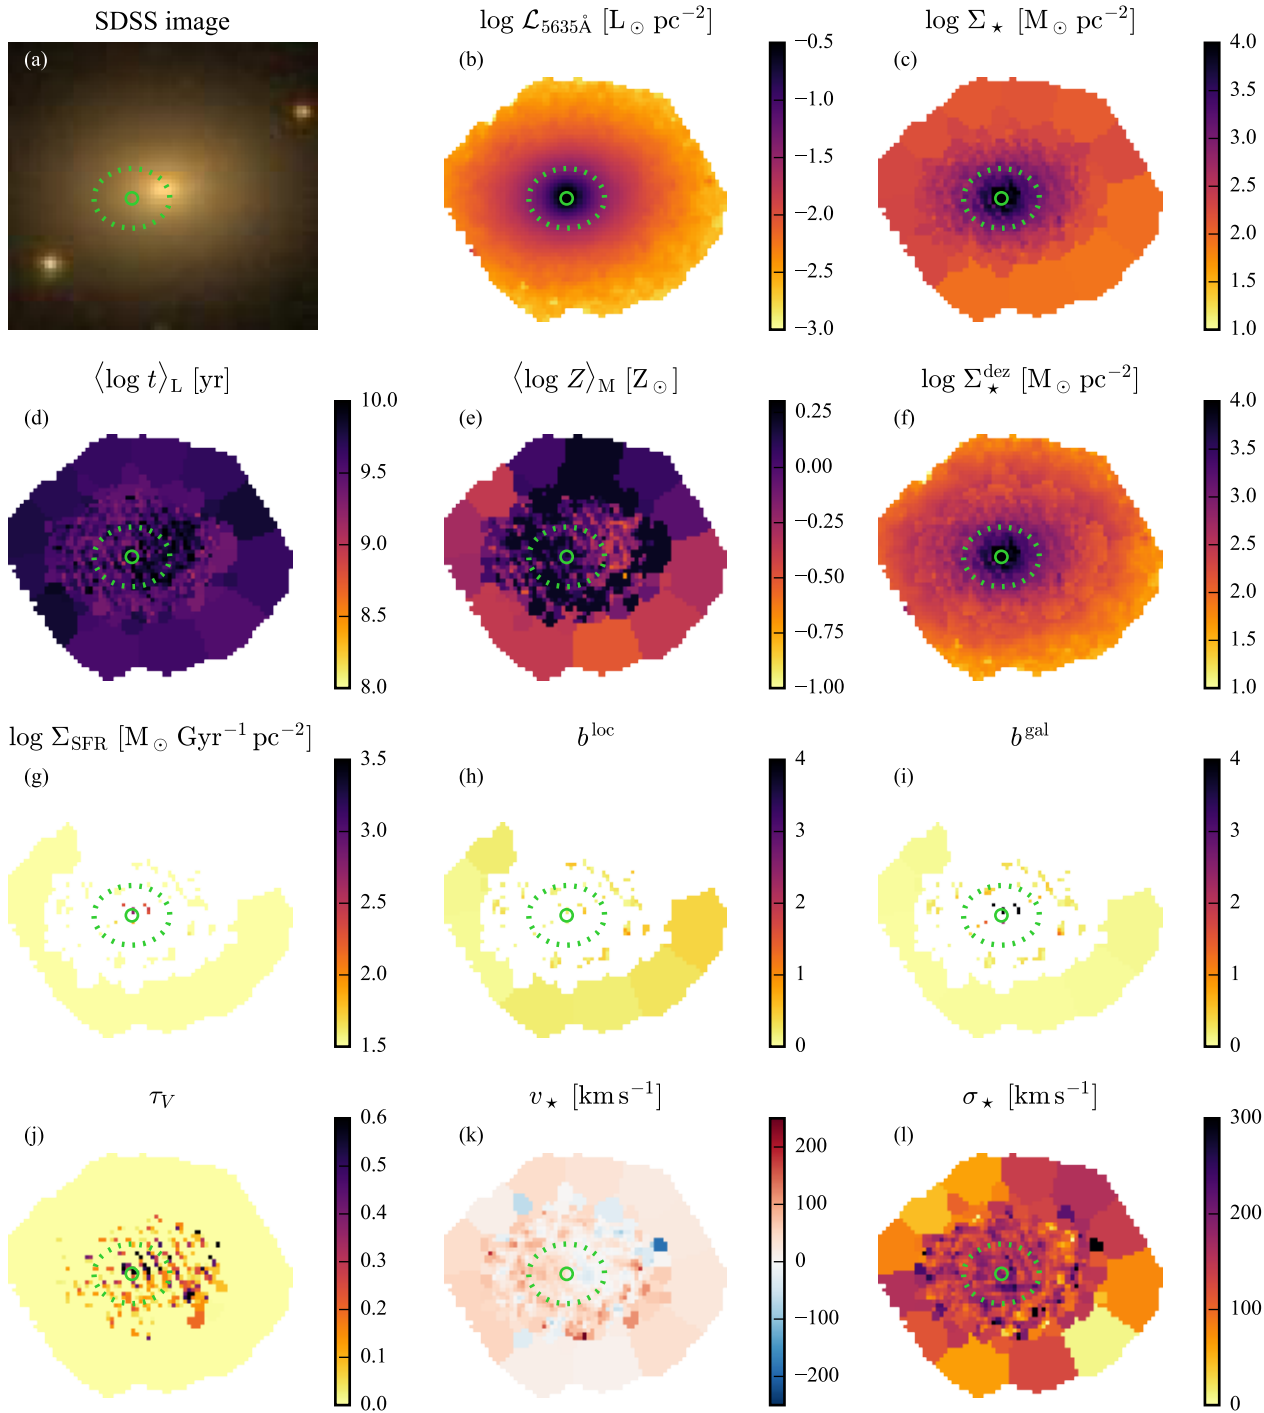 SDSS image
log ℒ₅₆₃₅Å [L⊙ pc⁻²]
log Σ⋆ [M⊙ pc⁻²]
(a)
(b)
−0.5
−1.0
−1.5
−2.0
−2.5
−3.0
(c)
4.0
3.5
3.0
2.5
2.0
1.5
1.0
⟨log t⟩L [yr]
⟨log Z⟩M [Z⊙]
log Σ⋆ᵈᵉᶻ [M⊙ pc⁻²]
(d)
10.0
9.5
9.0
8.5
8.0
(e)
0.25
0.00
−0.25
−0.50
−0.75
−1.00
(f)
4.0
3.5
3.0
2.5
2.0
1.5
1.0
log ΣSFR [M⊙ Gyr⁻¹ pc⁻²]
bˡᵒᶜ
bᵍᵃˡ
(g)
3.5
3.0
2.5
2.0
1.5
(h)
4
3
2
1
0
(i)
4
3
2
1
0
τV
v⋆ [km s⁻¹]
σ⋆ [km s⁻¹]
(j)
0.6
0.5
0.4
0.3
0.2
0.1
0.0
(k)
200
100
0
−100
−200
(l)
300
200
100
0